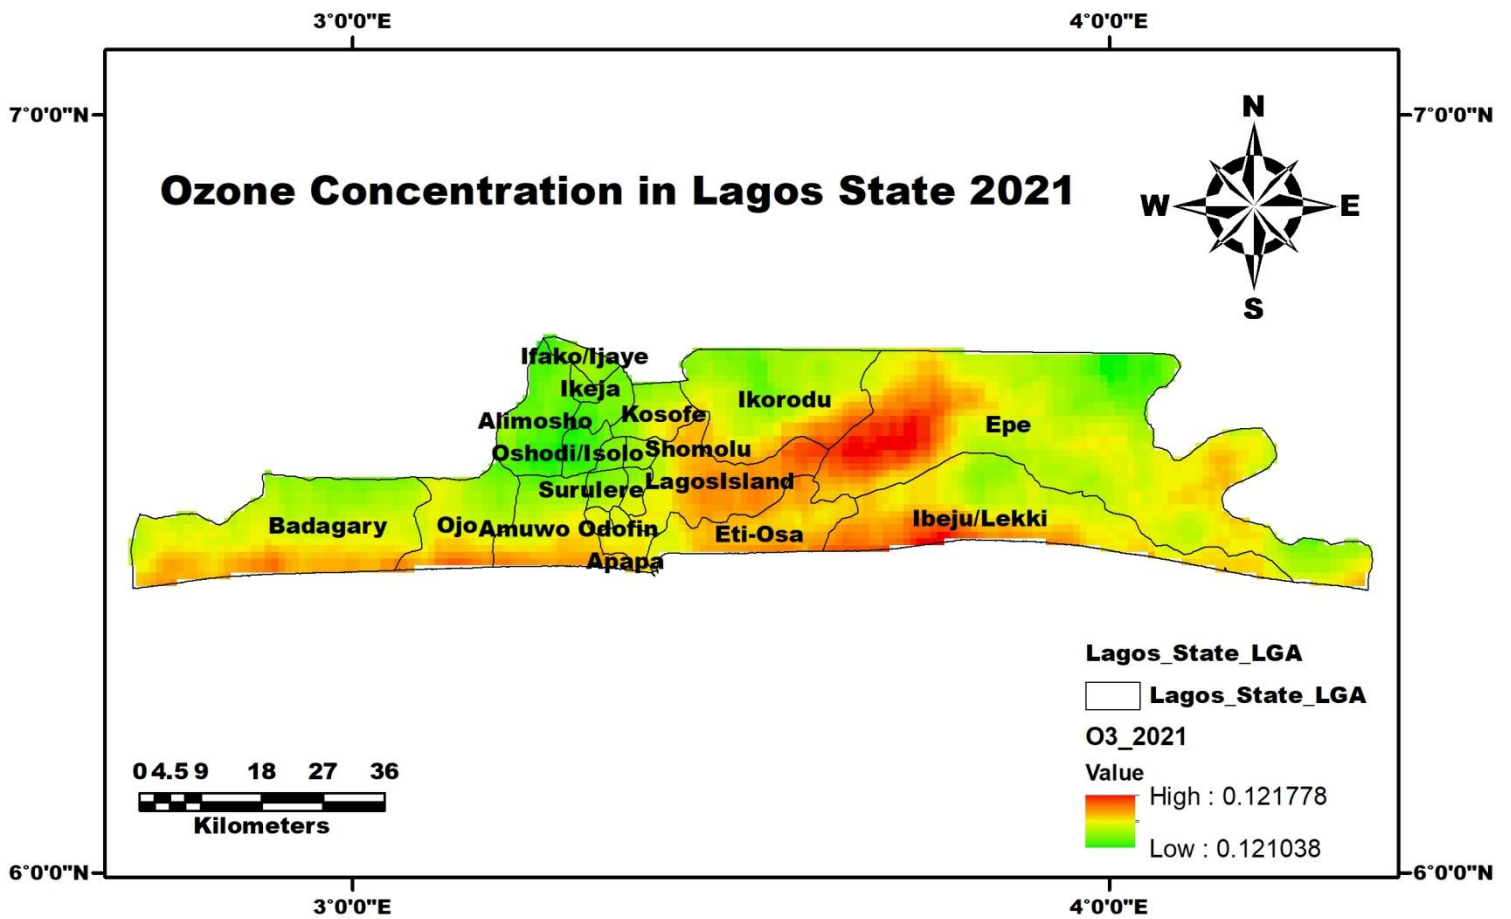 3°0'0"E 4°0'0"E
7°0'0"N 7°0'0"N
N
Ozone Concentration in Lagos State 2021
W E
S
Ifako/Ijaye
Ikeja
Ikorodu
Alimosho Kosofe
Epe
Oshodi/Isolo Shomolu
Surulere LagosIsland
Badagary Ojo Amuwo Odofin Eti-Osa Ibeju/Lekki
Apapa
Lagos_State_LGA
Lagos_State_LGA
O3_2021
Value
High : 0.121778
Low : 0.121038
0 4.5 9 18 27 36
Kilometers
6°0'0"N 6°0'0"N
3°0'0"E 4°0'0"E